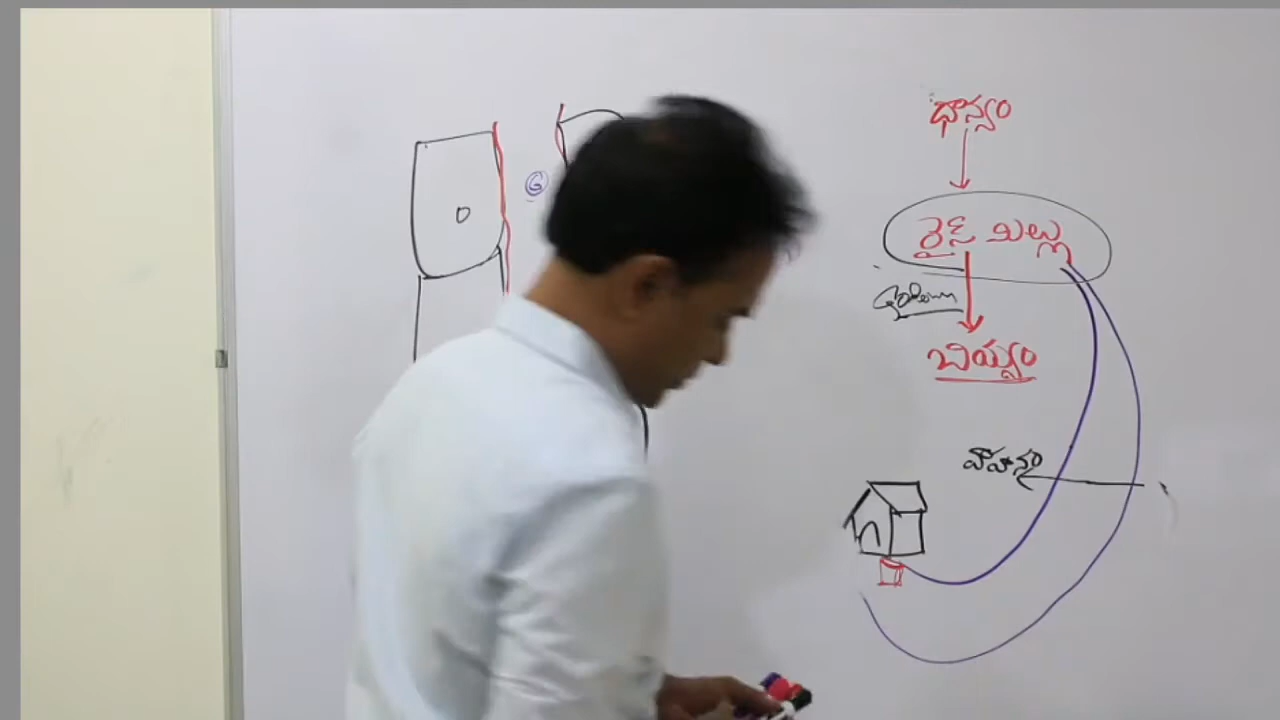 ధాన్యం
G
రైస్ మిల్లు
బియ్యం
వాహనం